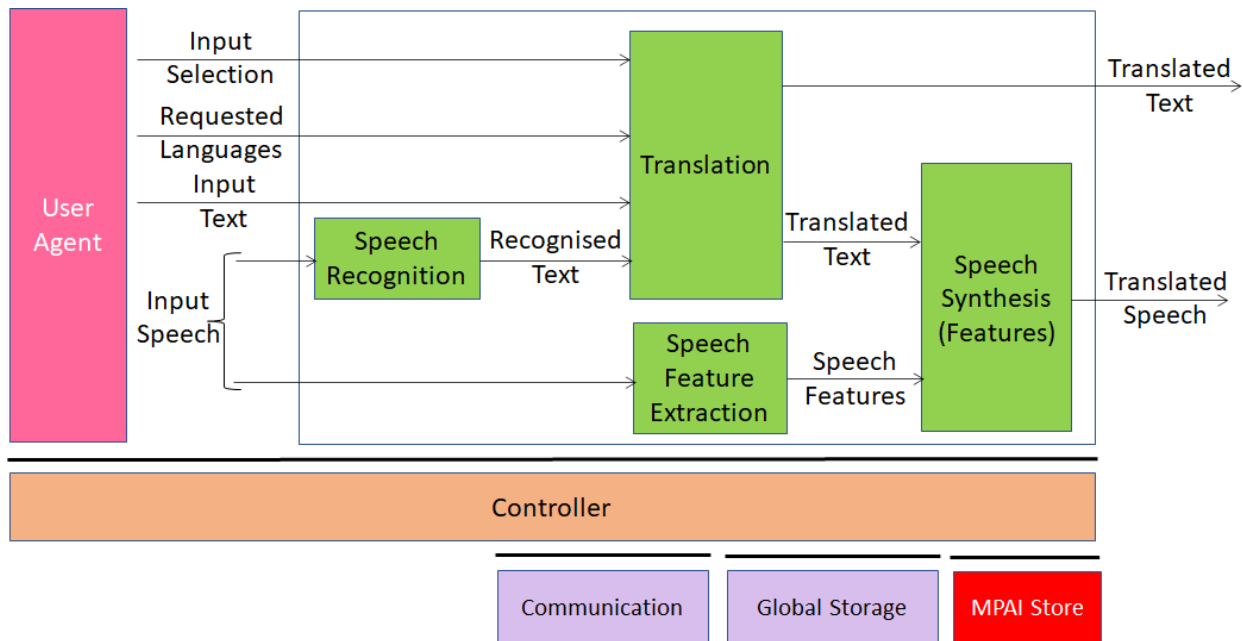 Input
Selection
Requested
Languages
Input
Text
Input
Speech
User
Agent
Speech
Recognition
Recognised
Text
Translation
Translated
Text
Speech
Feature
Extraction
Speech
Features
Speech
Synthesis
(Features)
Translated
Text
Translated
Speech
Controller
Communication
Global Storage
MPAI Store